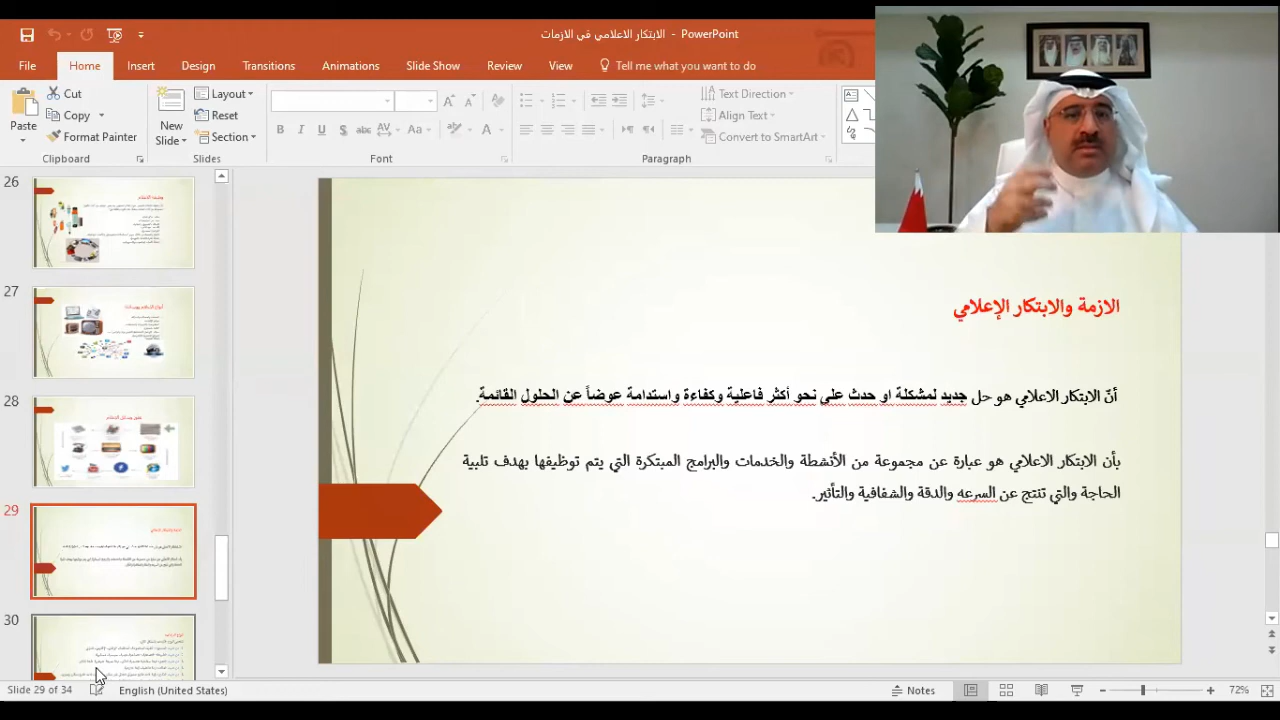 الابتكار الاعلامي في الازمات - PowerPoint
File Home Insert Design Transitions Animations Slide Show Review View Tell me what you want to do
Paste
Cut
Copy
Format Painter
Clipboard
New Slide
Layout
Reset
Section
Slides
B I U S abc AV Aa A
Font
Text Direction
Align Text
Convert to SmartArt
Paragraph
26
27
28
29
30
الازمة والابتكار الإعلامي
أنّ الابتكار الاعلامي هو حل جديد لمشكلة او حدث على نحو أكثر فاعلية وكفاءة واستدامة عوضاً عن الحلول القائمة.
بأن الابتكار الاعلامي هو عبارة عن مجموعة من الأنشطة والخدمات والبرامج المبتكرة التي يتم توظيفها بهدف تلبية
الحاجة والتي تنتج عن السرعه والدقة والشفافية والتأثير.
Slide 29 of 34 English (United States) Notes 72%